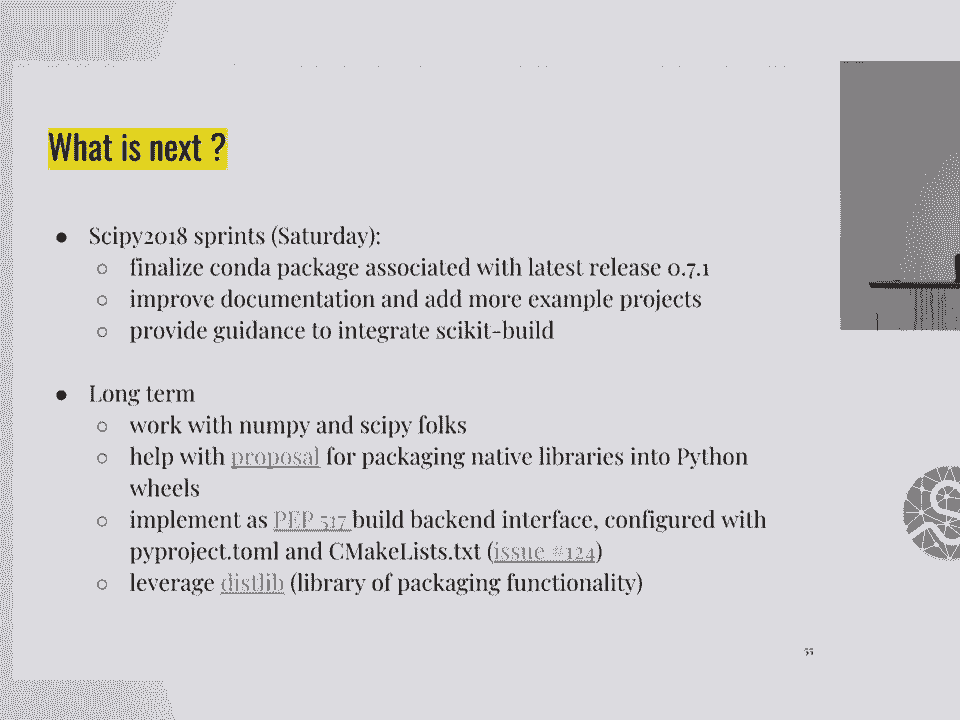 What is next ?
● Scipy2018 sprints (Saturday):
○ finalize conda package associated with latest release 0.7.1
○ improve documentation and add more example projects
○ provide guidance to integrate scikit-build
● Long term
○ work with numpy and scipy folks
○ help with proposal for packaging native libraries into Python
wheels
○ implement as PEP 517 build backend interface, configured with
pyproject.toml and CMakeLists.txt (issue #124)
○ leverage distlib (library of packaging functionality)
55